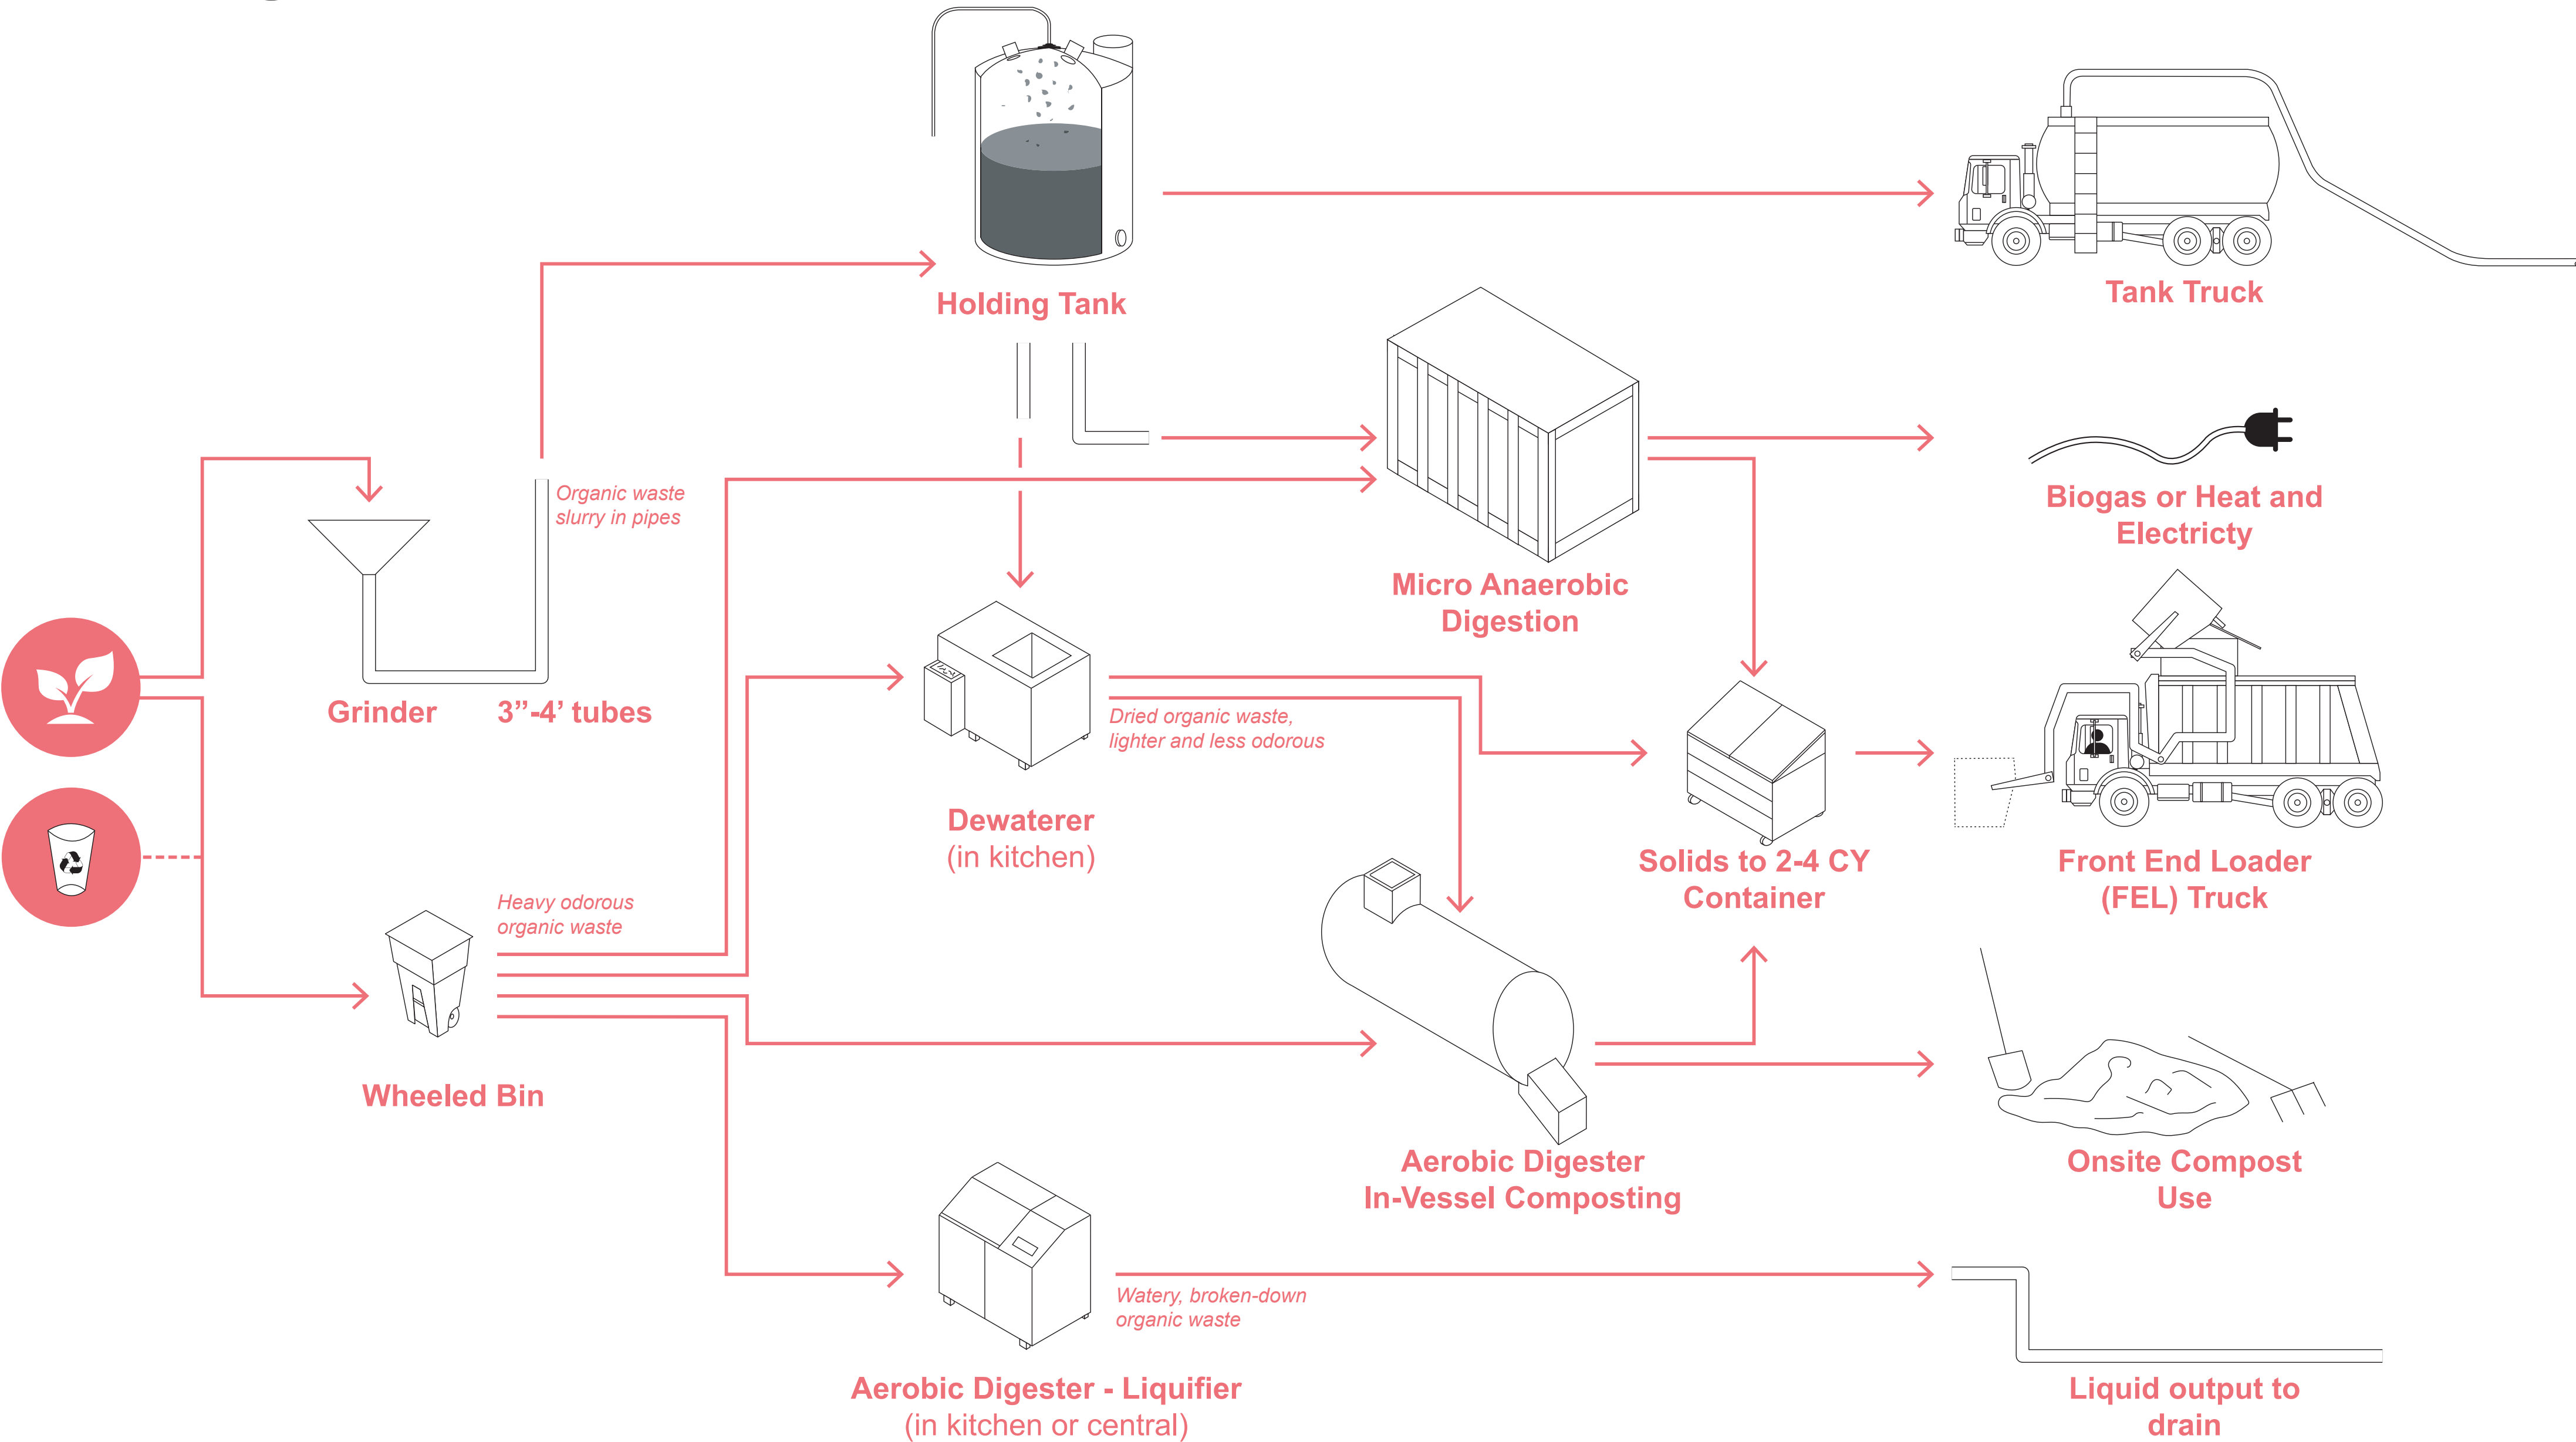 Holding Tank
Tank Truck
Organic waste
slurry in pipes
Biogas or Heat and
Electricty
Micro Anaerobic
Digestion
Grinder
3”-4’ tubes
Dried organic waste,
lighter and less odorous
Dewaterer
(in kitchen)
Solids to 2-4 CY
Container
Front End Loader
(FEL) Truck
Heavy odorous
organic waste
Wheeled Bin
Aerobic Digester
In-Vessel Composting
Onsite Compost
Use
Watery, broken-down
organic waste
Aerobic Digester - Liquifier
(in kitchen or central)
Liquid output to
drain